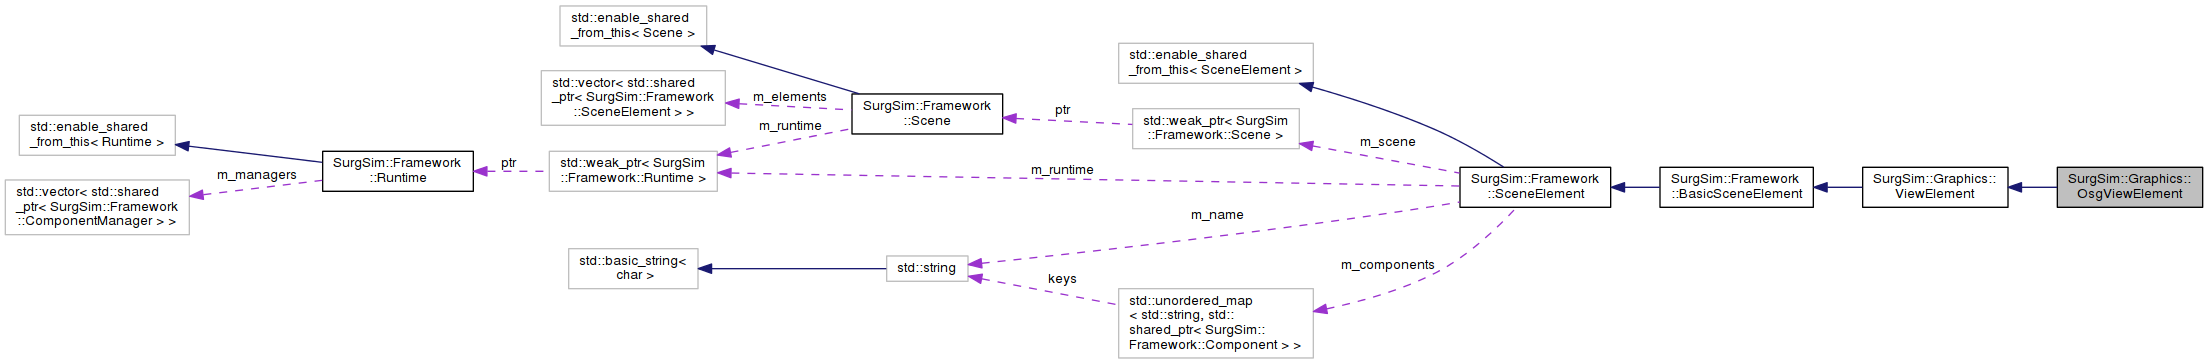 std::enable_shared
_from_this< Scene >
std::enable_shared
_from_this< SceneElement >
std::vector< std::shared
_ptr< SurgSim::Framework
::SceneElement > >
m_elements
SurgSim::Framework
::Scene
ptr
std::weak_ptr< SurgSim
::Framework::Scene >
m_runtime
m_scene
std::enable_shared
_from_this< Runtime >
SurgSim::Framework
::Runtime
ptr
std::weak_ptr< SurgSim
::Framework::Runtime >
m_runtime
m_managers
std::vector< std::shared
_ptr< SurgSim::Framework
::ComponentManager > >
SurgSim::Framework
::SceneElement
SurgSim::Framework
::BasicSceneElement
SurgSim::Graphics::
ViewElement
SurgSim::Graphics::
OsgViewElement
m_name
std::basic_string<
char >
std::string
keys
m_components
std::unordered_map
< std::string, std::
shared_ptr< SurgSim::
Framework::Component > >